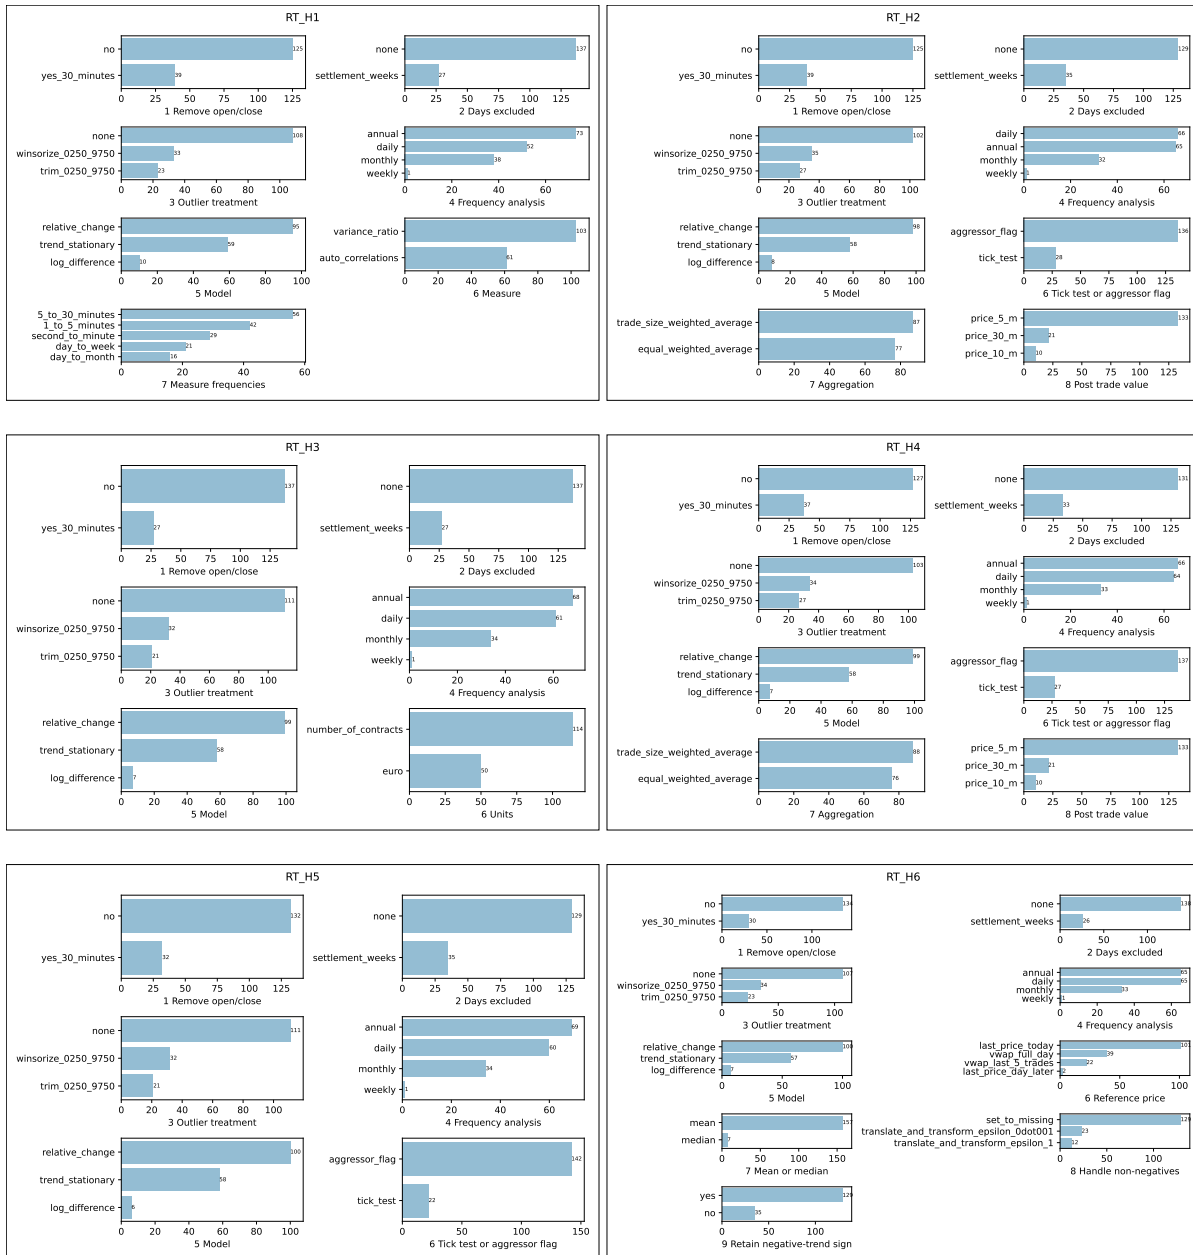 RT_H1
no
125
yes_30_minutes
39
0 25 50 75 100 125
1 Remove open/close
none
137
settlement_weeks
27
0 25 50 75 100 125
2 Days excluded
none
108
winsorize_0250_9750
33
trim_0250_9750
23
0 20 40 60 80 100
3 Outlier treatment
annual
73
daily
52
monthly
38
weekly
1
0 20 40 60
4 Frequency analysis
relative_change
95
trend_stationary
59
log_difference
10
0 20 40 60 80 100
5 Model
variance_ratio
103
auto_correlations
61
0 20 40 60 80 100
6 Measure
5_to_30_minutes
56
1_to_5_minutes
42
second_to_minute
29
day_to_week
21
day_to_month
16
0 20 40 60
7 Measure frequencies
RT_H2
no
125
yes_30_minutes
39
0 25 50 75 100 125
1 Remove open/close
none
129
settlement_weeks
35
0 25 50 75 100 125
2 Days excluded
none
102
winsorize_0250_9750
35
trim_0250_9750
27
0 20 40 60 80 100
3 Outlier treatment
daily
66
annual
65
monthly
32
weekly
1
0 20 40 60
4 Frequency analysis
relative_change
98
trend_stationary
58
log_difference
8
0 20 40 60 80 100
5 Model
aggressor_flag
136
tick_test
28
0 25 50 75 100 125
6 Tick test or aggressor flag
trade_size_weighted_average
87
equal_weighted_average
77
0 20 40 60 80
7 Aggregation
price_5_m
133
price_30_m
21
price_10_m
10
0 25 50 75 100 125
8 Post trade value
RT_H3
no
137
yes_30_minutes
27
0 25 50 75 100 125
1 Remove open/close
none
137
settlement_weeks
27
0 25 50 75 100 125
2 Days excluded
none
111
winsorize_0250_9750
32
trim_0250_9750
21
0 20 40 60 80 100
3 Outlier treatment
annual
68
daily
61
monthly
34
weekly
1
0 20 40 60
4 Frequency analysis
relative_change
99
trend_stationary
58
log_difference
7
0 20 40 60 80 100
5 Model
number_of_contracts
114
euro
50
0 25 50 75 100
6 Units
RT_H4
no
127
yes_30_minutes
37
0 25 50 75 100 125
1 Remove open/close
none
131
settlement_weeks
33
0 25 50 75 100 125
2 Days excluded
none
103
winsorize_0250_9750
34
trim_0250_9750
27
0 20 40 60 80 100
3 Outlier treatment
annual
66
daily
64
monthly
33
weekly
0 20 40 60
4 Frequency analysis
relative_change
99
trend_stationary
58
log_difference
7
0 20 40 60 80 100
5 Model
aggressor_flag
137
tick_test
27
0 25 50 75 100 125
6 Tick test or aggressor flag
trade_size_weighted_average
88
equal_weighted_average
76
0 20 40 60 80
7 Aggregation
price_5_m
133
price_30_m
21
price_10_m
10
0 25 50 75 100 125
8 Post trade value
RT_H5
no
132
yes_30_minutes
32
0 25 50 75 100 125
1 Remove open/close
none
129
settlement_weeks
35
0 25 50 75 100 125
2 Days excluded
none
111
winsorize_0250_9750
32
trim_0250_9750
21
0 20 40 60 80 100
3 Outlier treatment
annual
69
daily
60
monthly
34
weekly
1
0 20 40 60
4 Frequency analysis
relative_change
100
trend_stationary
58
log_difference
6
0 20 40 60 80 100
5 Model
aggressor_flag
142
tick_test
22
0 25 50 75 100 125 150
6 Tick test or aggressor flag
RT_H6
no
134
yes_30_minutes
30
0 50 100
1 Remove open/close
none
138
settlement_weeks
26
0 50 100
2 Days excluded
none
107
winsorize_0250_9750
34
trim_0250_9750
23
0 50 100
3 Outlier treatment
annual
65
daily
65
monthly
33
weekly
1
0 20 40 60
4 Frequency analysis
relative_change
100
trend_stationary
57
log_difference
7
0 50 100
5 Model
last_price_today
101
vwap_full_day
39
vwap_last_5_trades
22
last_price_day_later
2
0 50 100
6 Reference price
mean
157
median
7
0 50 100 150
7 Mean or median
set_to_missing
129
translate_and_transform_epsilon_0dot001
23
translate_and_transform_epsilon_1
12
0 50 100
8 Handle non-negatives
yes
129
no
35
0 50 100
9 Retain negative-trend sign